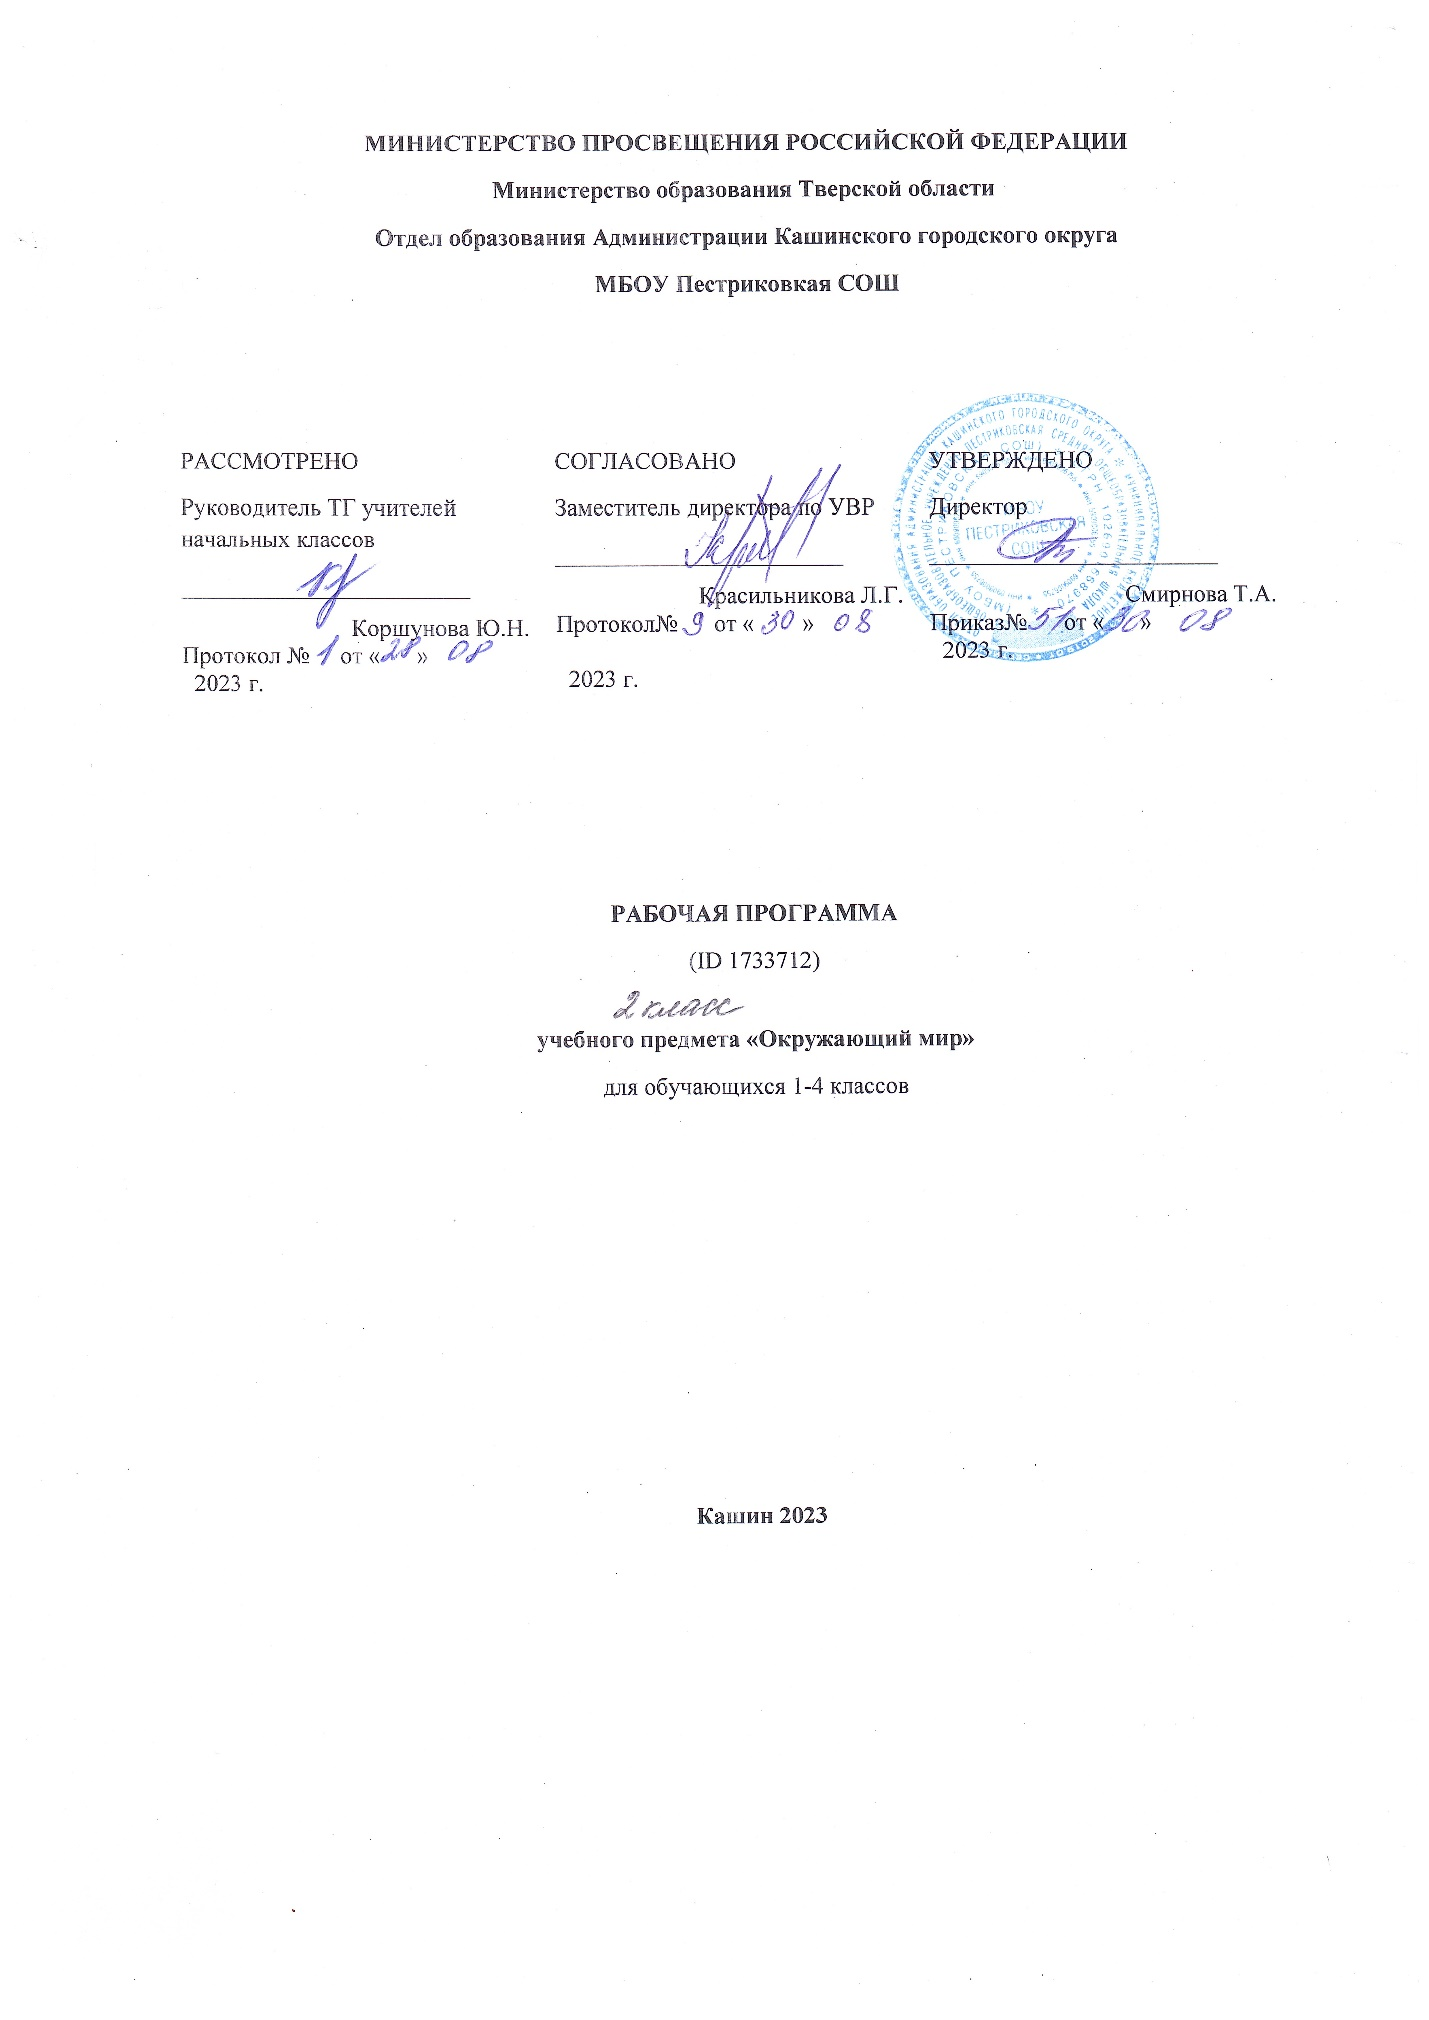 МИНИСТЕРСТВО ПРОСВЕЩЕНИЯ РОССИЙСКОЙ ФЕДЕРАЦИИ
Министерство образования Тверской области
Отдел образования Администрации Кашинского городского округа
МБОУ Пестриковкая СОШ
РАССМОТРЕНО
Руководитель ТГ учителей
начальных классов
Коршунова Ю.Н.
Протокол № 1 от «28» 08
2023 г.
СОГЛАСОВАНО
Заместитель директора по УВР
Красильникова Л.Г.
Протокол№ 9 от « 30 » 08
2023 г.
УТВЕРЖДЕНО
Директор
ПЕСТРИКОВСКАЯ
СОШ
Смирнова Т.А.
Приказ№51 от «30» 08
2023 г.
РАБОЧАЯ ПРОГРАММА
(ID 1733712)
2 класс
учебного предмета «Окружающий мир»
для обучающихся 1-4 классов
Кашин 2023